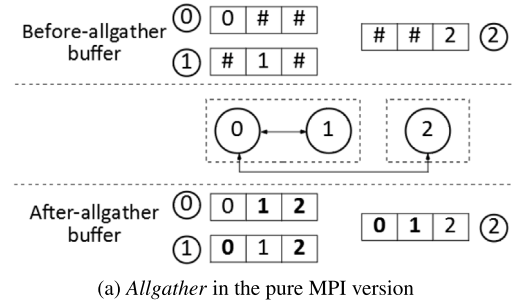 Before-allgather buffer
0 0 # #
1 # 1 #
# # 2 2
0 1 2
After-allgather buffer
0 0 1 2
1 0 1 2
0 1 2 2
(a) Allgather in the pure MPI version